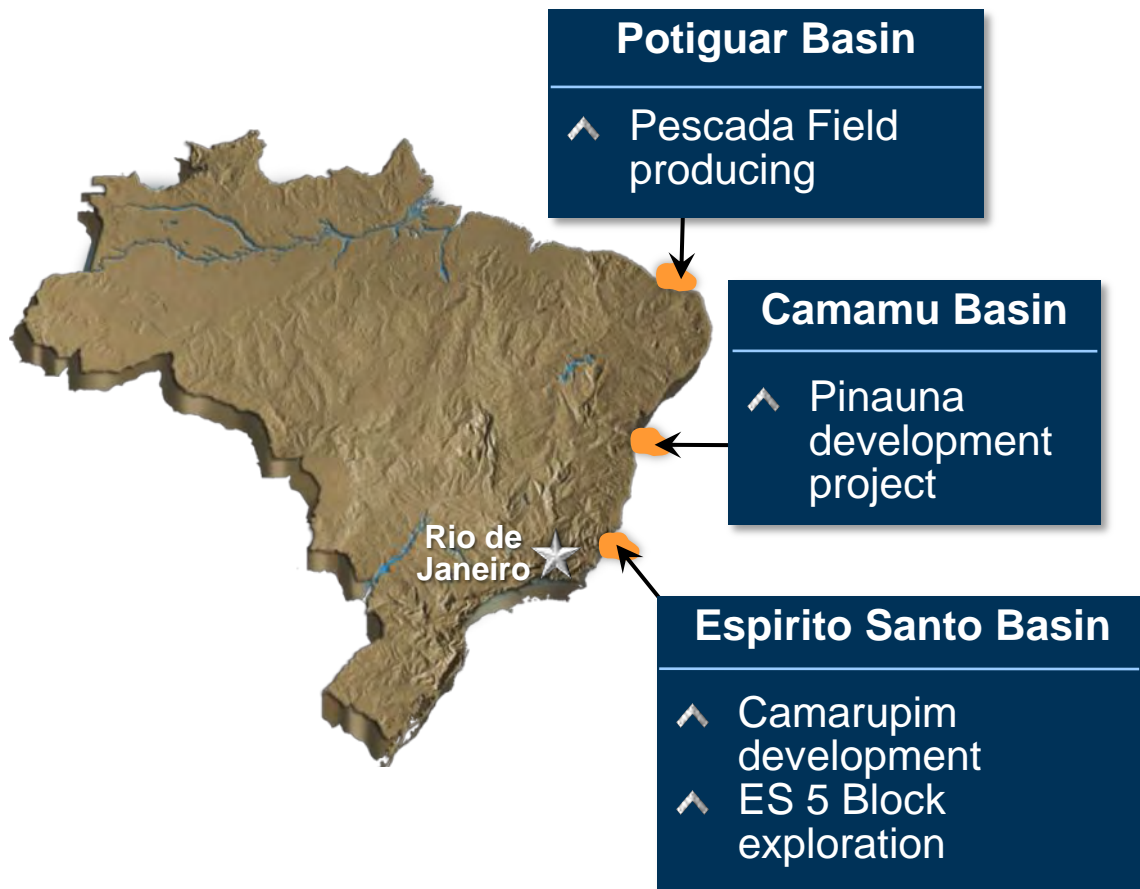 Potiguar Basin
Pescada Field
producing
Camamu Basin
Pinauna
development
project
Rio de
Janeiro
Espirito Santo Basin
Camarupim
development
ES 5 Block
exploration